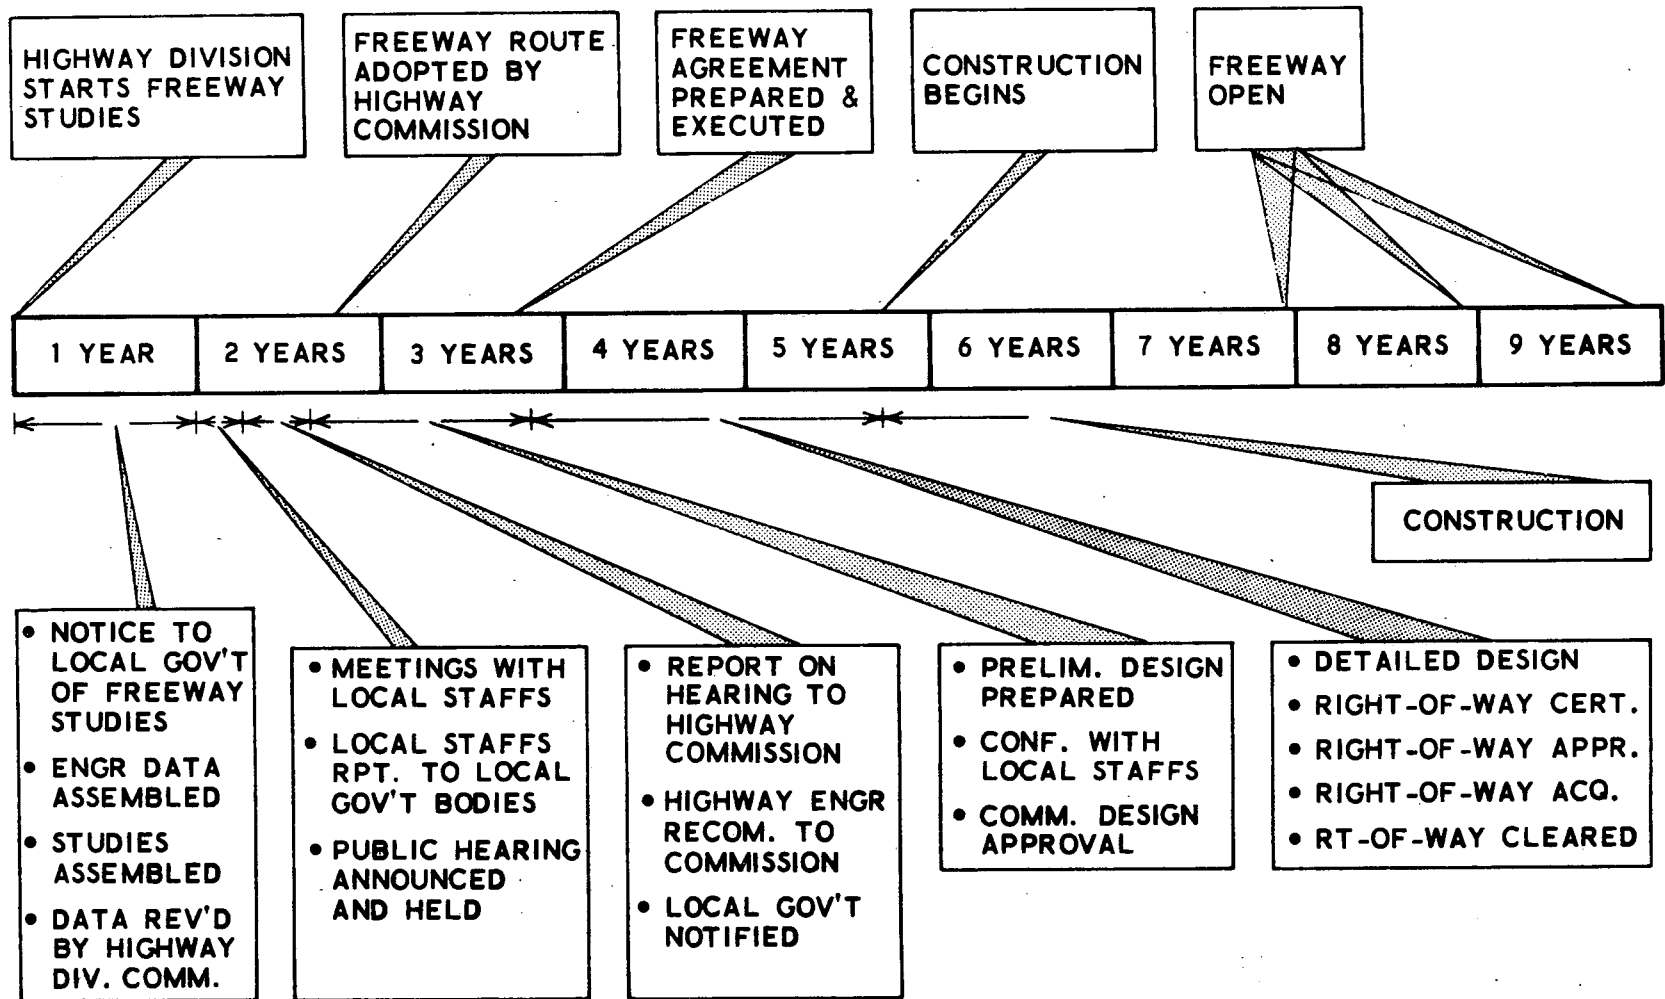 HIGHWAY DIVISION
STARTS FREEWAY
STUDIES
FREEWAY ROUTE
ADOPTED BY
HIGHWAY
COMMISSION
FREEWAY
AGREEMENT
PREPARED &
EXECUTED
CONSTRUCTION
BEGINS
FREEWAY
OPEN
1 YEAR
2 YEARS
3 YEARS
4 YEARS
5 YEARS
6 YEARS
7 YEARS
8 YEARS
9 YEARS
CONSTRUCTION
• NOTICE TO
LOCAL GOV'T
OF FREEWAY
STUDIES
• ENGR DATA
ASSEMBLED
• STUDIES
ASSEMBLED
• DATA REV'D
BY HIGHWAY
DIV. COMM.
• MEETINGS WITH
LOCAL STAFFS
• LOCAL STAFFS
RPT. TO LOCAL
GOV'T BODIES
• PUBLIC HEARING
ANNOUNCED
AND HELD
• REPORT ON
HEARING TO
HIGHWAY
COMMISSION
• HIGHWAY ENGR
RECOM. TO
COMMISSION
• LOCAL GOV'T
NOTIFIED
• PRELIM. DESIGN
PREPARED
• CONF. WITH
LOCAL STAFFS
• COMM. DESIGN
APPROVAL
• DETAILED DESIGN
• RIGHT-OF-WAY CERT.
• RIGHT-OF-WAY APPR.
• RIGHT-OF-WAY ACQ.
• RT-OF-WAY CLEARED